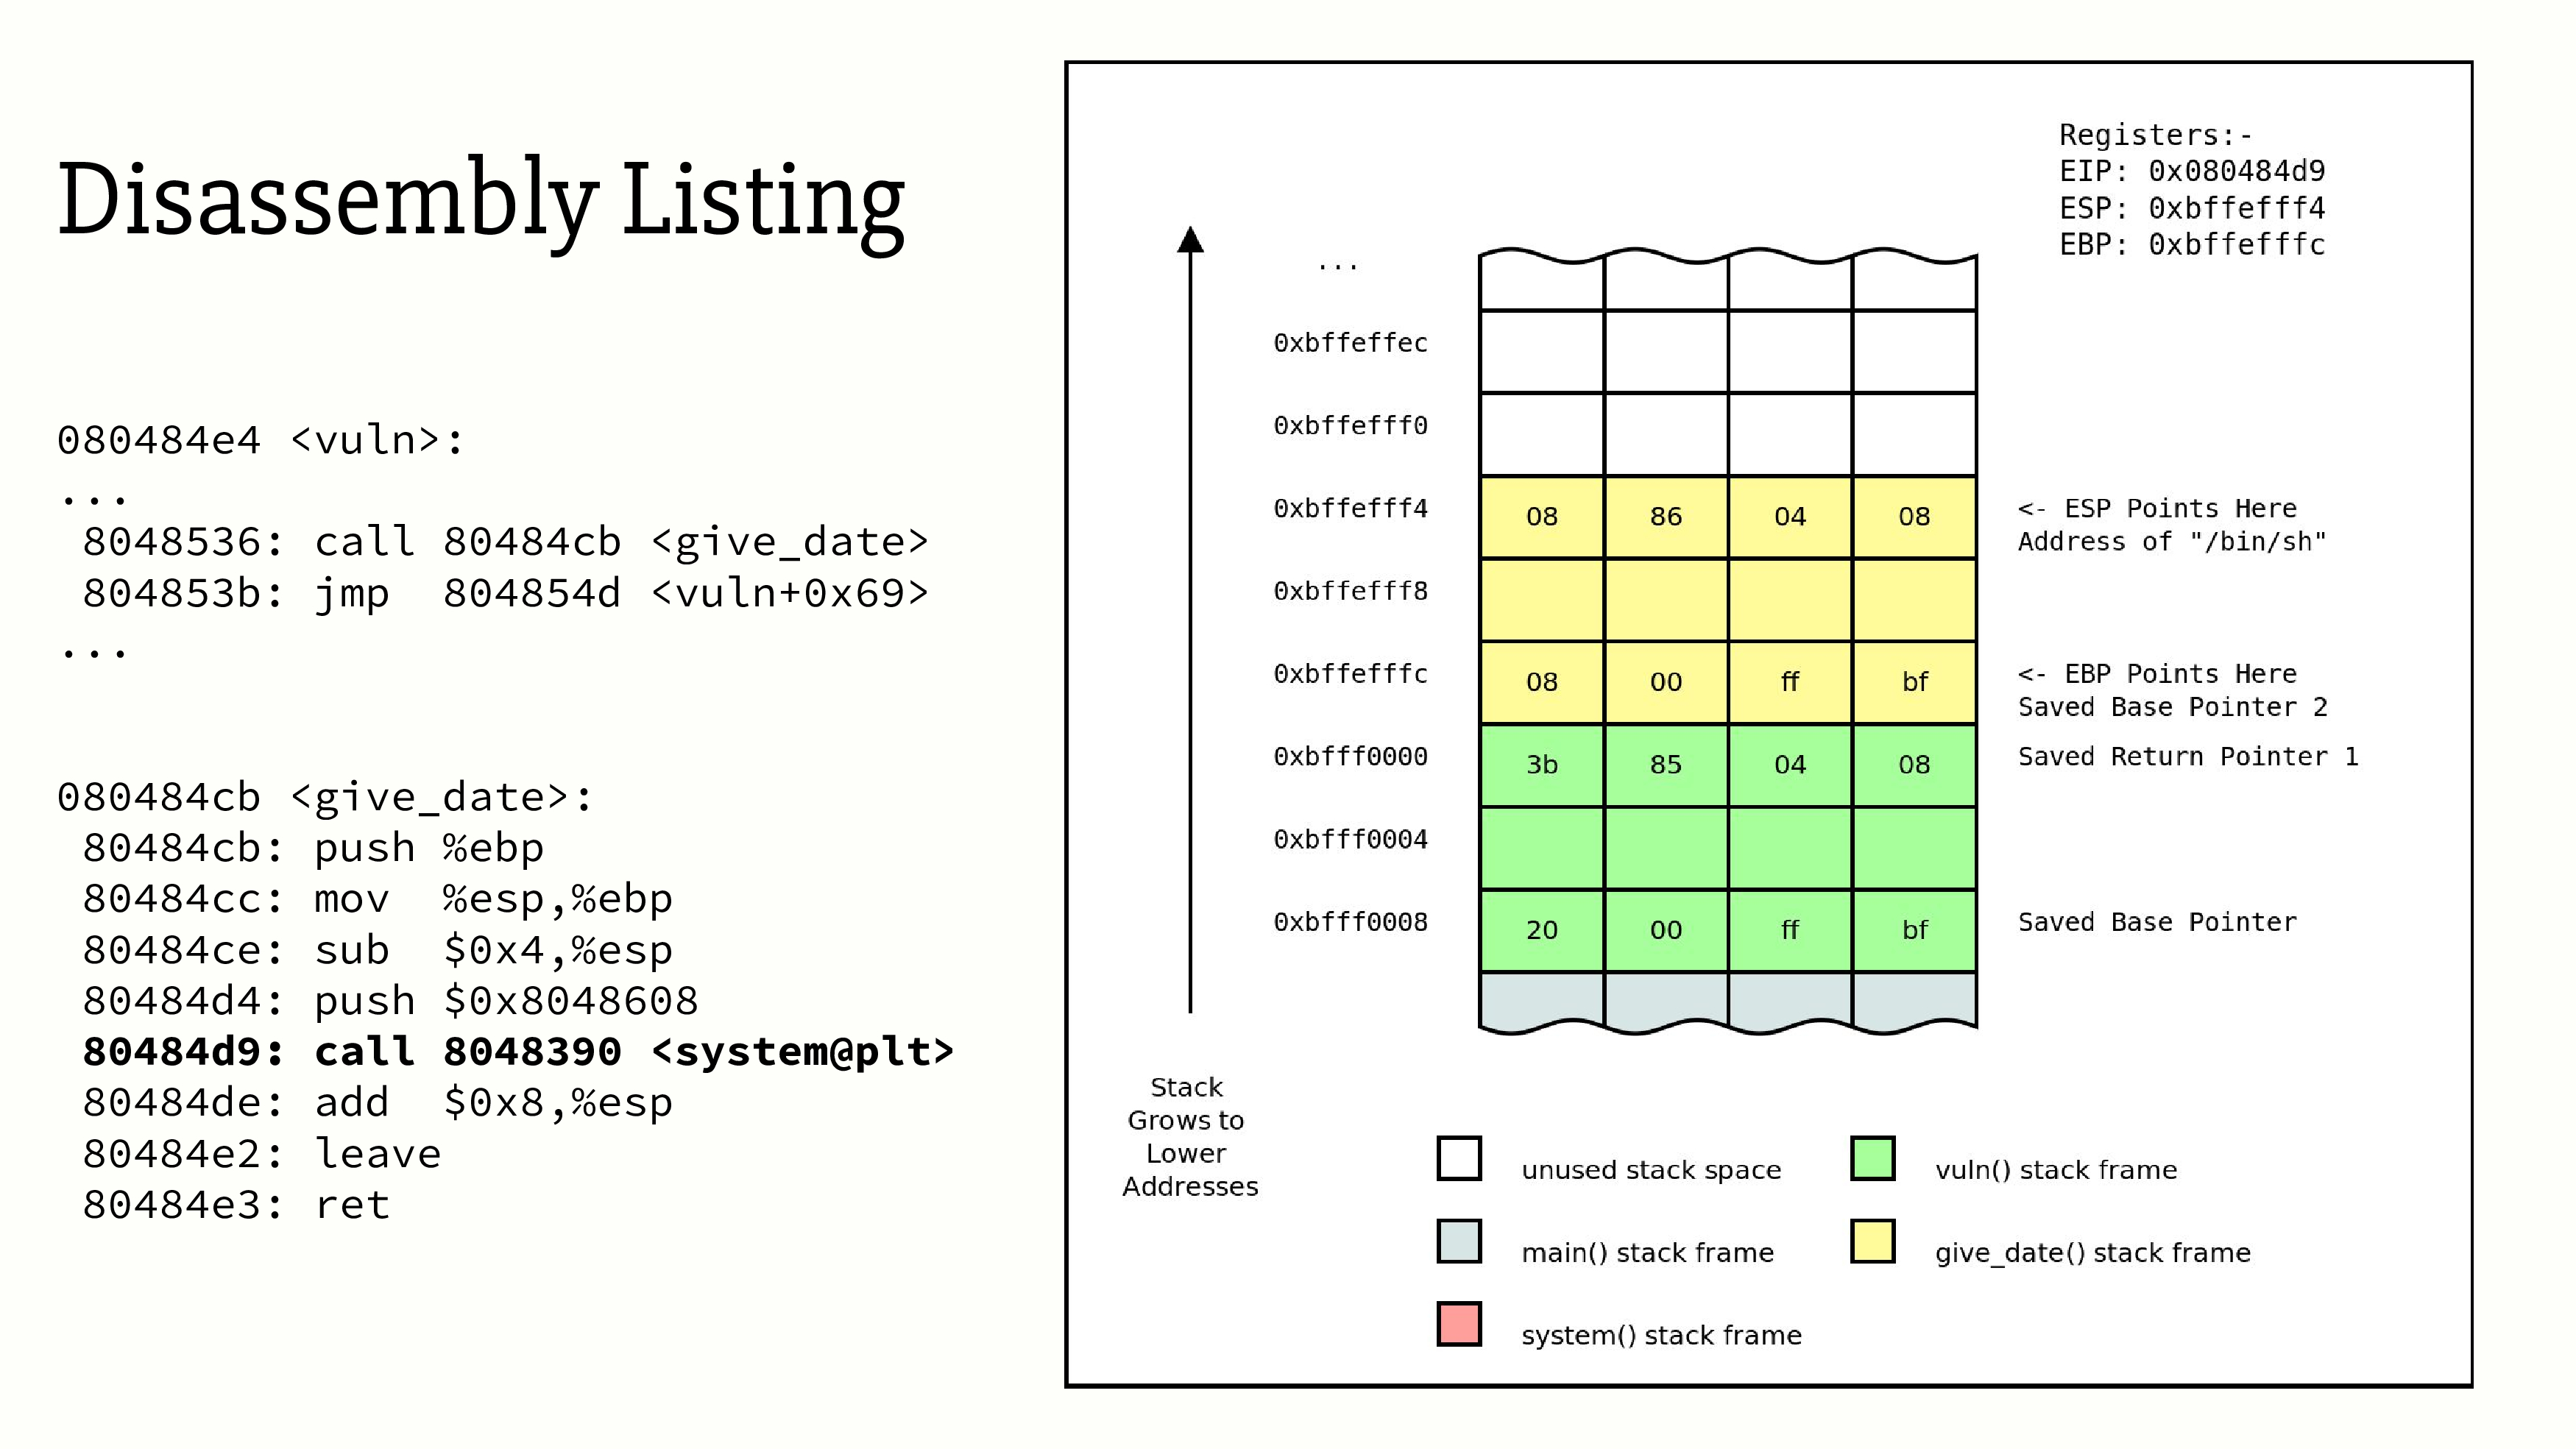 Disassembly Listing
080484e4 <vuln>:
...
8048536: call 80484cb <give_date>
804853b: jmp  804854d <vuln+0x69>
...
080484cb <give_date>:
80484cb: push %ebp
80484cc: mov  %esp,%ebp
80484ce: sub  $0x4,%esp
80484d4: push $0x8048608
80484d9: call 8048390 <system@plt>
80484de: add  $0x8,%esp
80484e2: leave
80484e3: ret
Registers:-
EIP: 0x080484d9
ESP: 0xbffefff4
EBP: 0xbffefffc
...
0xbffeffec
0xbffefff0
0xbffefff4 08 86 04 08 <- ESP Points Here
Address of "/bin/sh"
0xbffefff8
0xbffefffc 08 00 ff bf <- EBP Points Here
Saved Base Pointer 2
0xbfff0000 3b 85 04 08 Saved Return Pointer 1
0xbfff0004
0xbfff0008 20 00 ff bf Saved Base Pointer
Stack
Grows to
Lower
Addresses
unused stack space
vuln() stack frame
main() stack frame
give_date() stack frame
system() stack frame